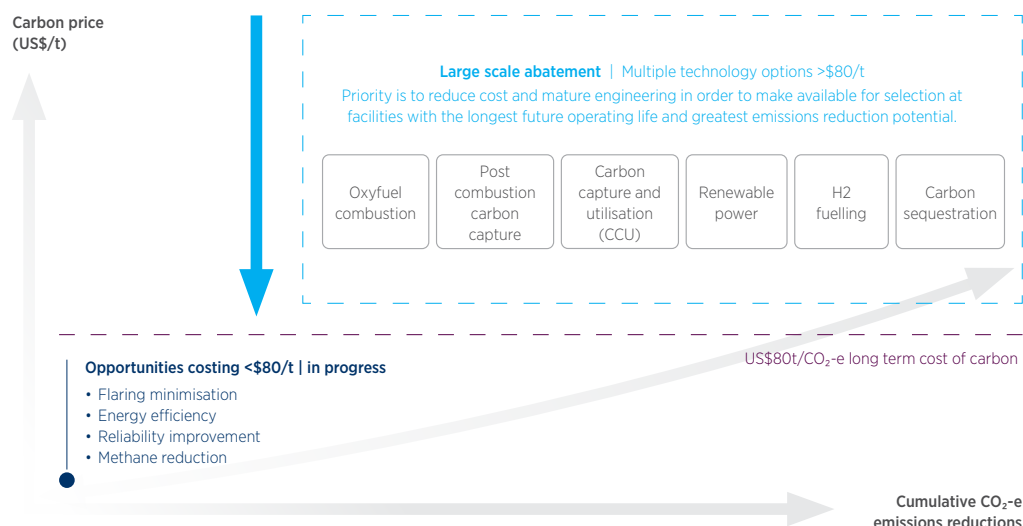 Carbon price
(US$/t)
Large scale abatement | Multiple technology options >$80/t
Priority is to reduce cost and mature engineering in order to make available for selection at
facilities with the longest future operating life and greatest emissions reduction potential.
Oxyfuel
combustion
Post
combustion
carbon
capture
Carbon
capture and
utilisation
(CCU)
Renewable
power
H2
fuelling
Carbon
sequestration
US$80t/CO₂-e long term cost of carbon
Opportunities costing <$80/t | in progress
• Flaring minimisation
• Energy efficiency
• Reliability improvement
• Methane reduction
Cumulative CO₂-e
emissions reductions